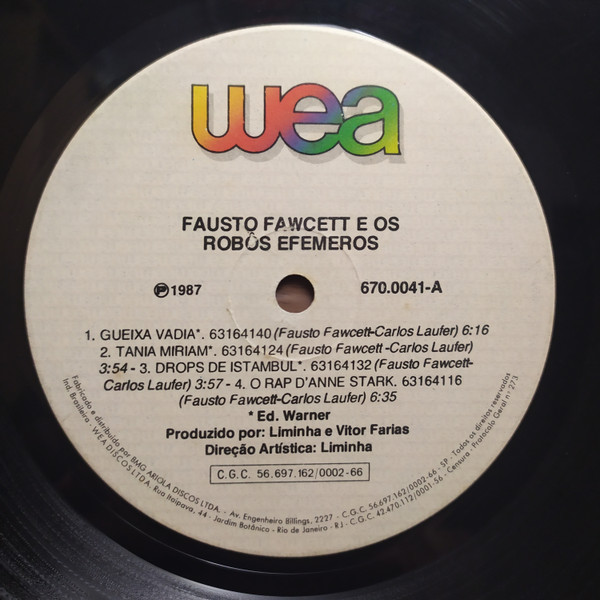 wea
FAUSTO FAWCETT E OS
ROBÔS EFEMEROS
Ⓟ 1987 670.0041-A
1. GUEIXA VADIA*. 63164140 (Fausto Fawcett-Carlos Laufer) 6:16
2. TANIA MIRIAM*. 63164124 (Fausto Fawcett -Carlos Laufer)
3:54 - 3. DROPS DE ISTAMBUL*. 63164132 (Fausto Fawcett-
Carlos Laufer) 3:57 - 4. O RAP D'ANNE STARK. 63164116
(Fausto Fawcett-Carlos Laufer) 6:35
* Ed. Warner
Produzido por: Liminha e Vitor Farias
Direção Artística: Liminha
C.G.C. 56.697.162/0002-66
Fabricado e distribuído por BMG ARIOLA DISCOS LTDA. - Av. Engenheiro Billings, 2227 - C.G.C. 56.697.162/0002-66 - SP - Todos os direitos reservados
Ind. Brasileira - WEA DISCOS LTDA. Rua Itaipava, 44 - Jardim Botânico - Rio de Janeiro - RJ - C.G.C. 42.470.112/0001-56 - Censura - Protocolo Geral nº 273